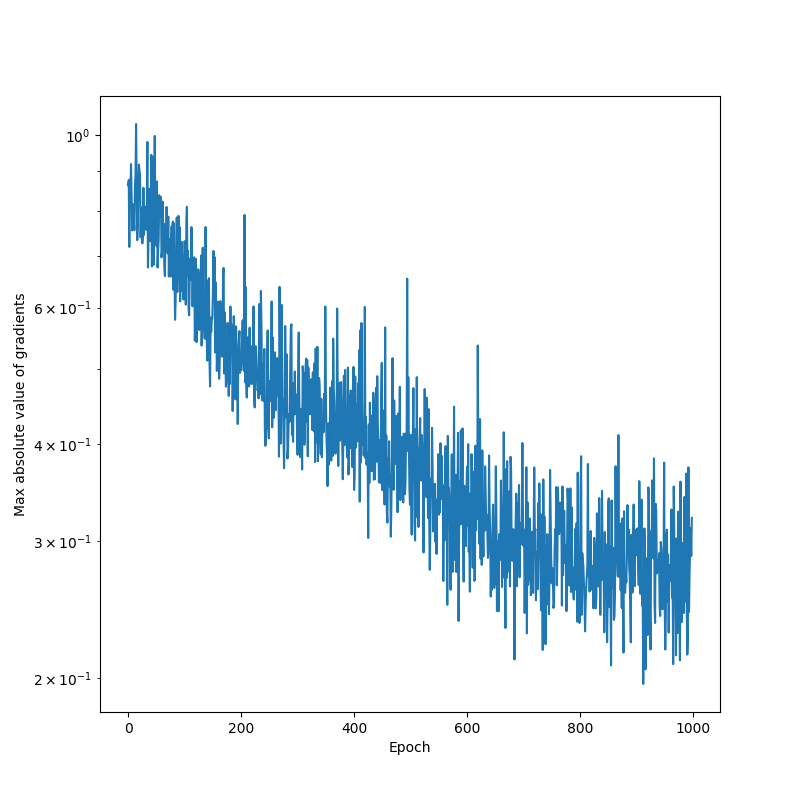 Max absolute value of gradients
10⁰
6 × 10⁻¹
4 × 10⁻¹
3 × 10⁻¹
2 × 10⁻¹
0 200 400 600 800 1000
Epoch